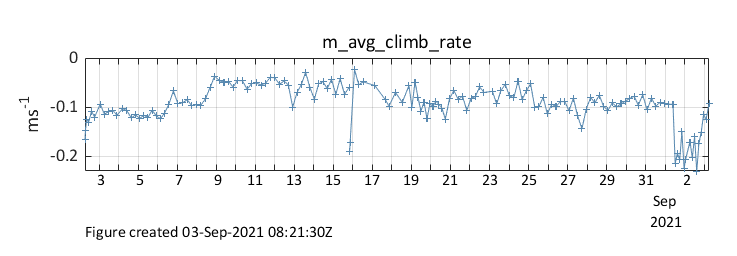 m_avg_climb_rate
0
-0.1
-0.2
ms-1
3 5 7 9 11 13 15 17 19 21 23 25 27 29 31 2
Sep
2021
Figure created 03-Sep-2021 08:21:30Z